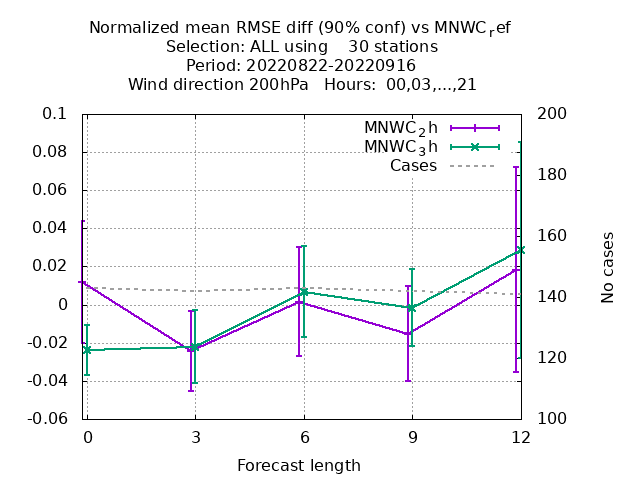 Normalized mean RMSE diff (90% conf) vs MNWC_ref
Selection: ALL using    30 stations
Period: 20220822-20220916
Wind direction 200hPa   Hours:  00,03,...,21
MNWC_2h
MNWC_3h
Cases
0.1
0.08
0.06
0.04
0.02
0
-0.02
-0.04
-0.06
200
180
160
140
120
100
No cases
0 3 6 9 12
Forecast length